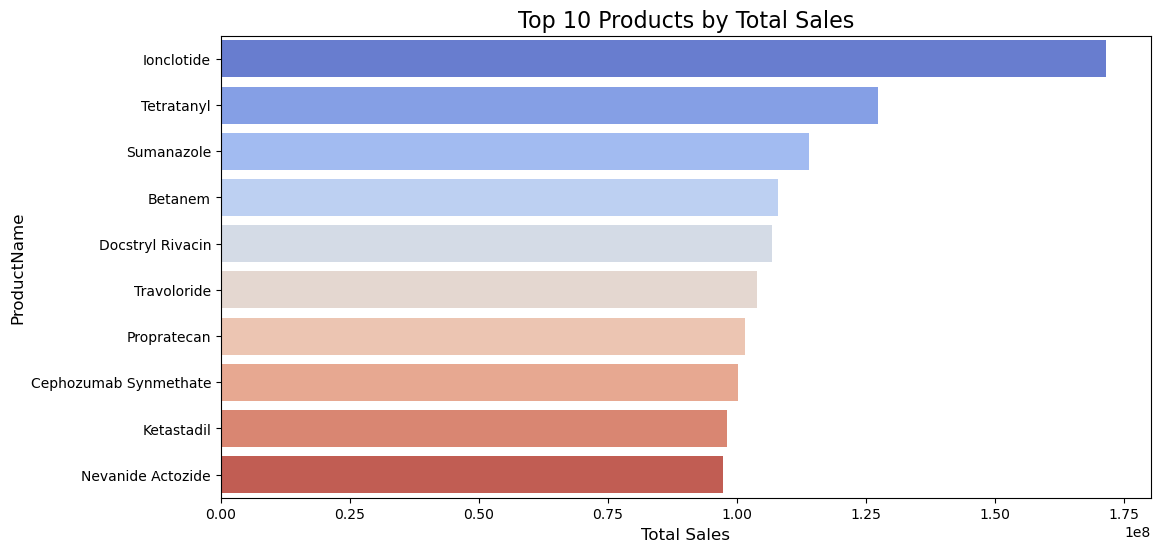 Top 10 Products by Total Sales
ProductName
Ionclotide
Tetratanyl
Sumanazole
Betanem
Docstryl Rivacin
Travoloride
Propratecan
Cephozumab Synmethate
Ketastadil
Nevanide Actozide
0.00 0.25 0.50 0.75 1.00 1.25 1.50 1.75
1e8
Total Sales